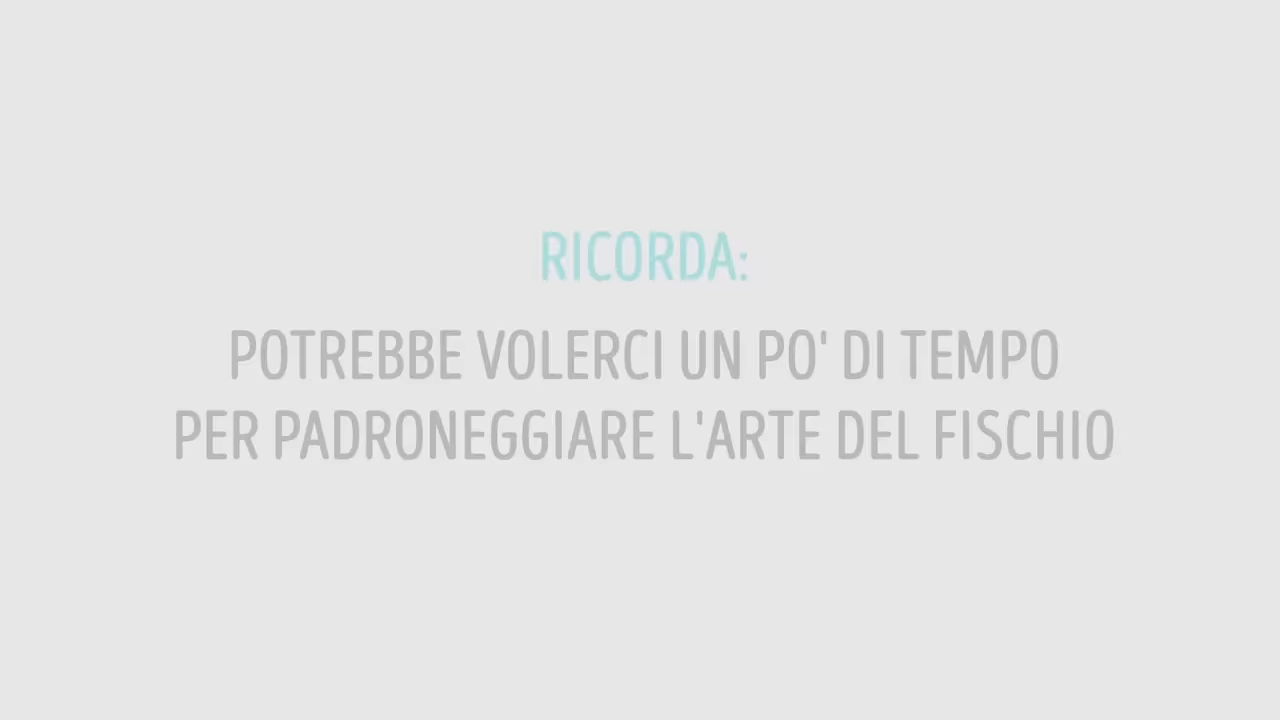 RICORDA:
POTREBBE VOLERCI UN PO' DI TEMPO
PER PADRONEGGIARE L'ARTE DEL FISCHIO